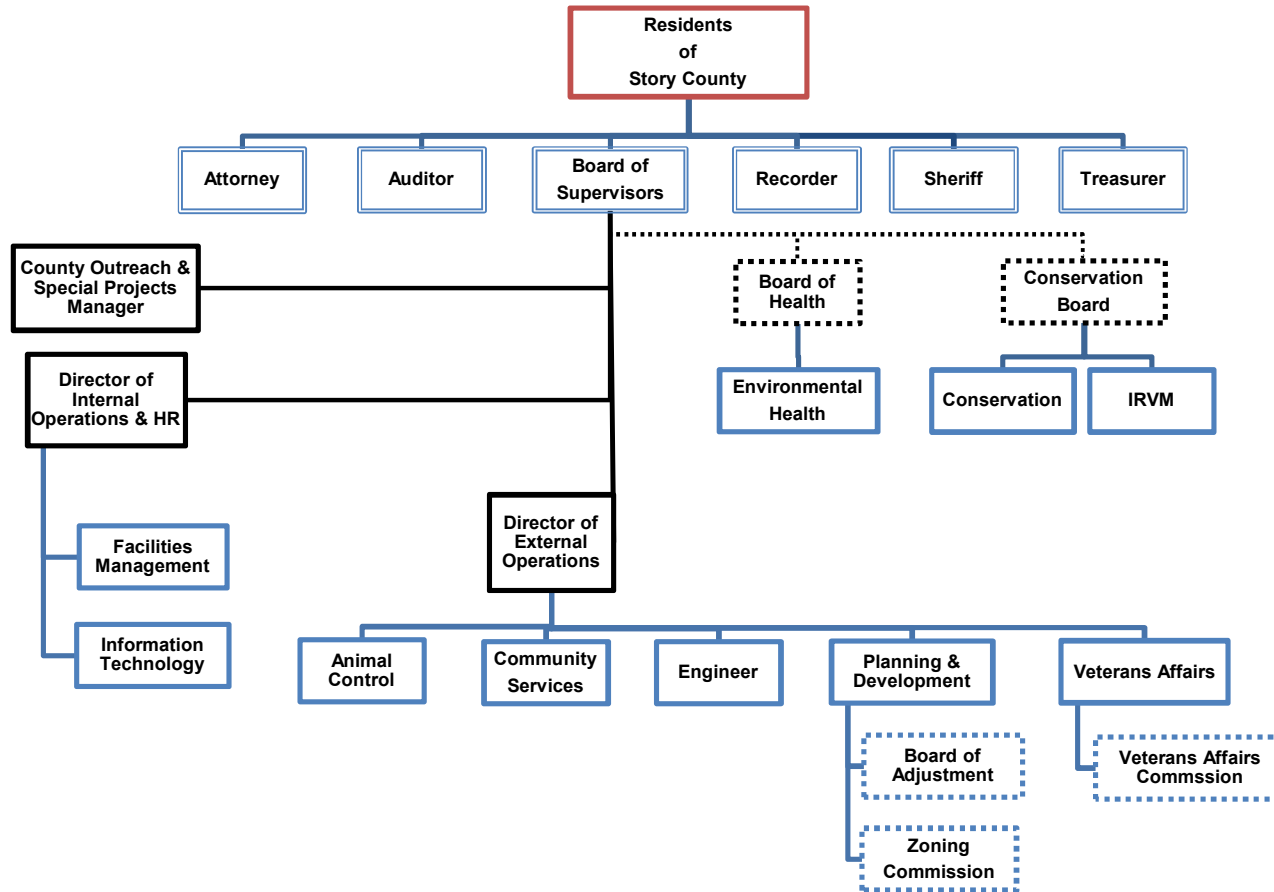 Residents
of
Story County
Attorney
Auditor
Board of
Supervisors
Recorder
Sheriff
Treasurer
County Outreach &
Special Projects
Manager
Board of
Health
Conservation
Board
Director of
Internal
Operations & HR
Environmental
Health
Conservation
IRVM
Director of
External
Operations
Facilities
Management
Information
Technology
Animal
Control
Community
Services
Engineer
Planning &
Development
Veterans Affairs
Board of
Adjustment
Veterans Affairs
Commssion
Zoning
Commission